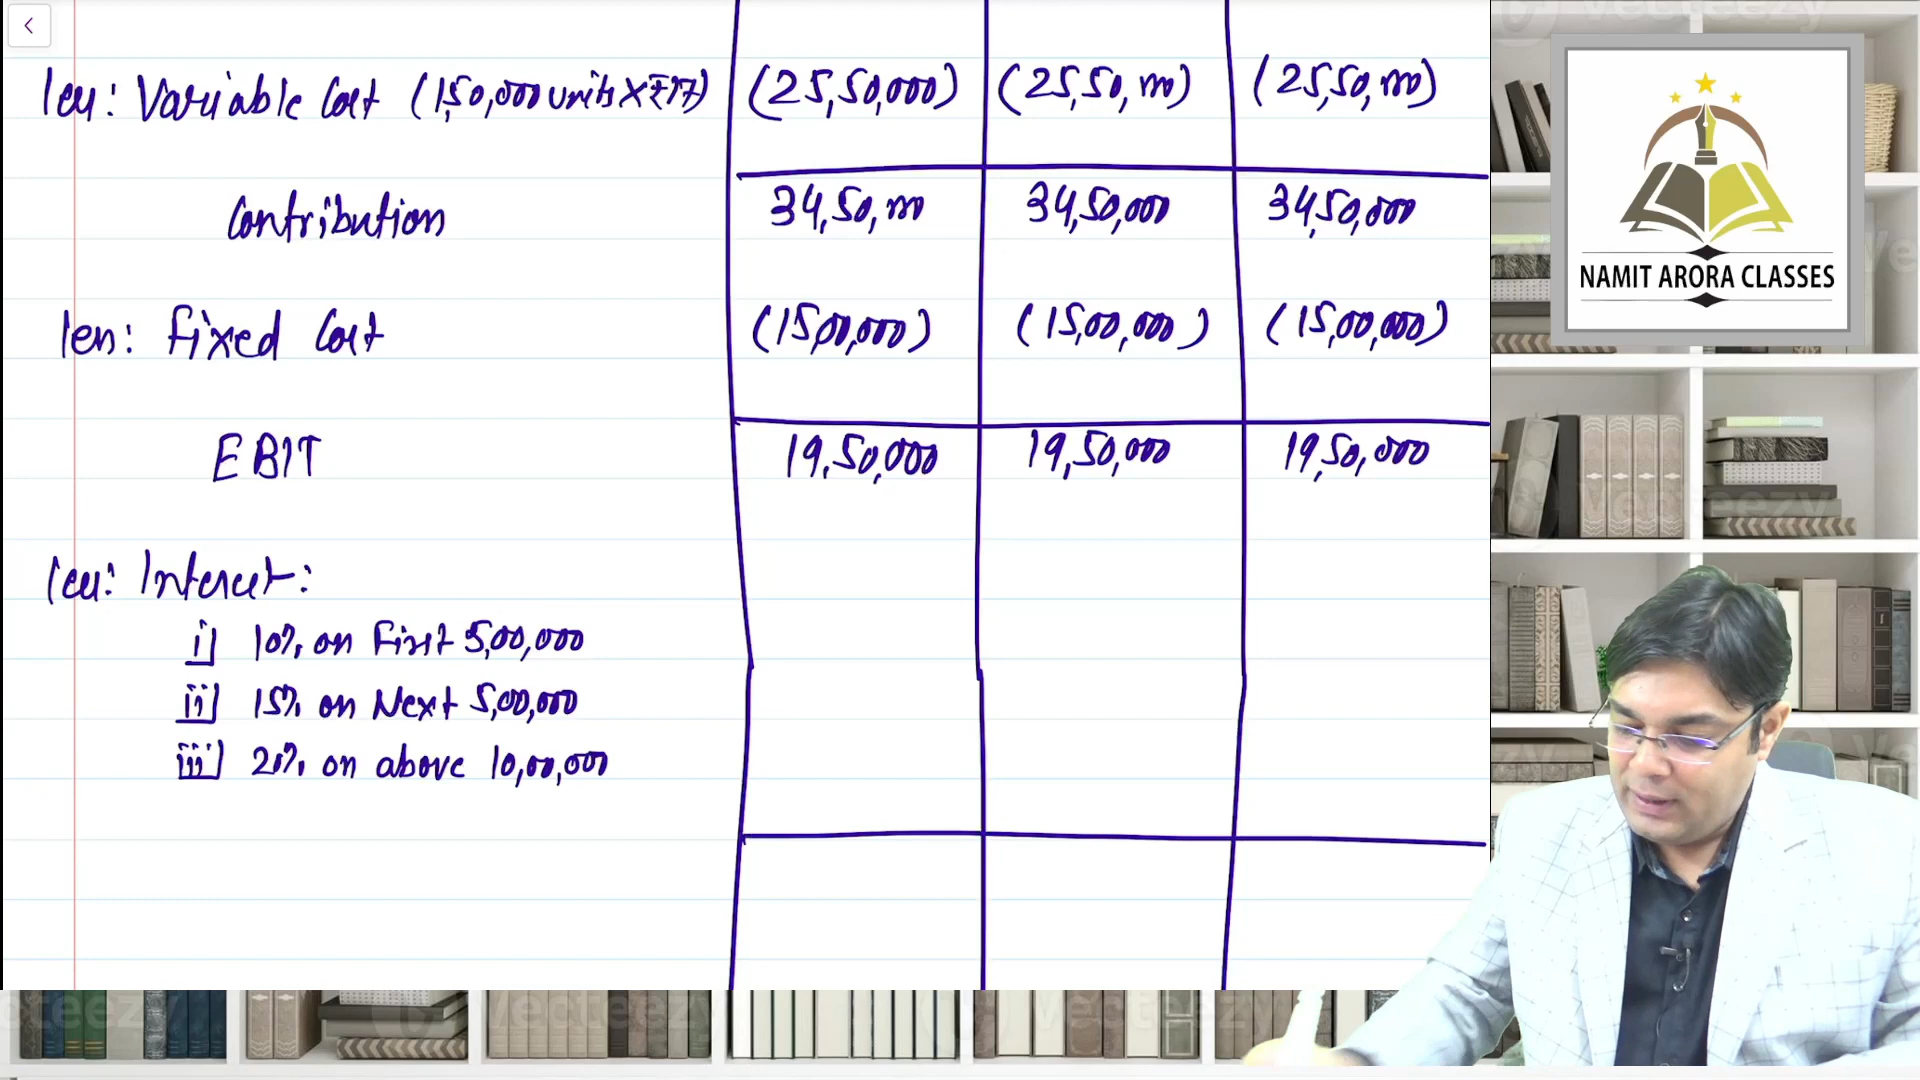 Less: Variable Cost (1,50,000 units X ₹17) (25,50,000) (25,50,000) (25,50,000)
Contribution 34,50,000 34,50,000 34,50,000
Less: Fixed Cost (15,00,000) (15,00,000) (15,00,000)
EBIT 19,50,000 19,50,000 19,50,000
Less: Interest:
i] 10% on First 5,00,000
ii] 15% on Next 5,00,000
iii] 20% on above 10,00,000
NAMIT ARORA CLASSES
vecteezy
vecteezy